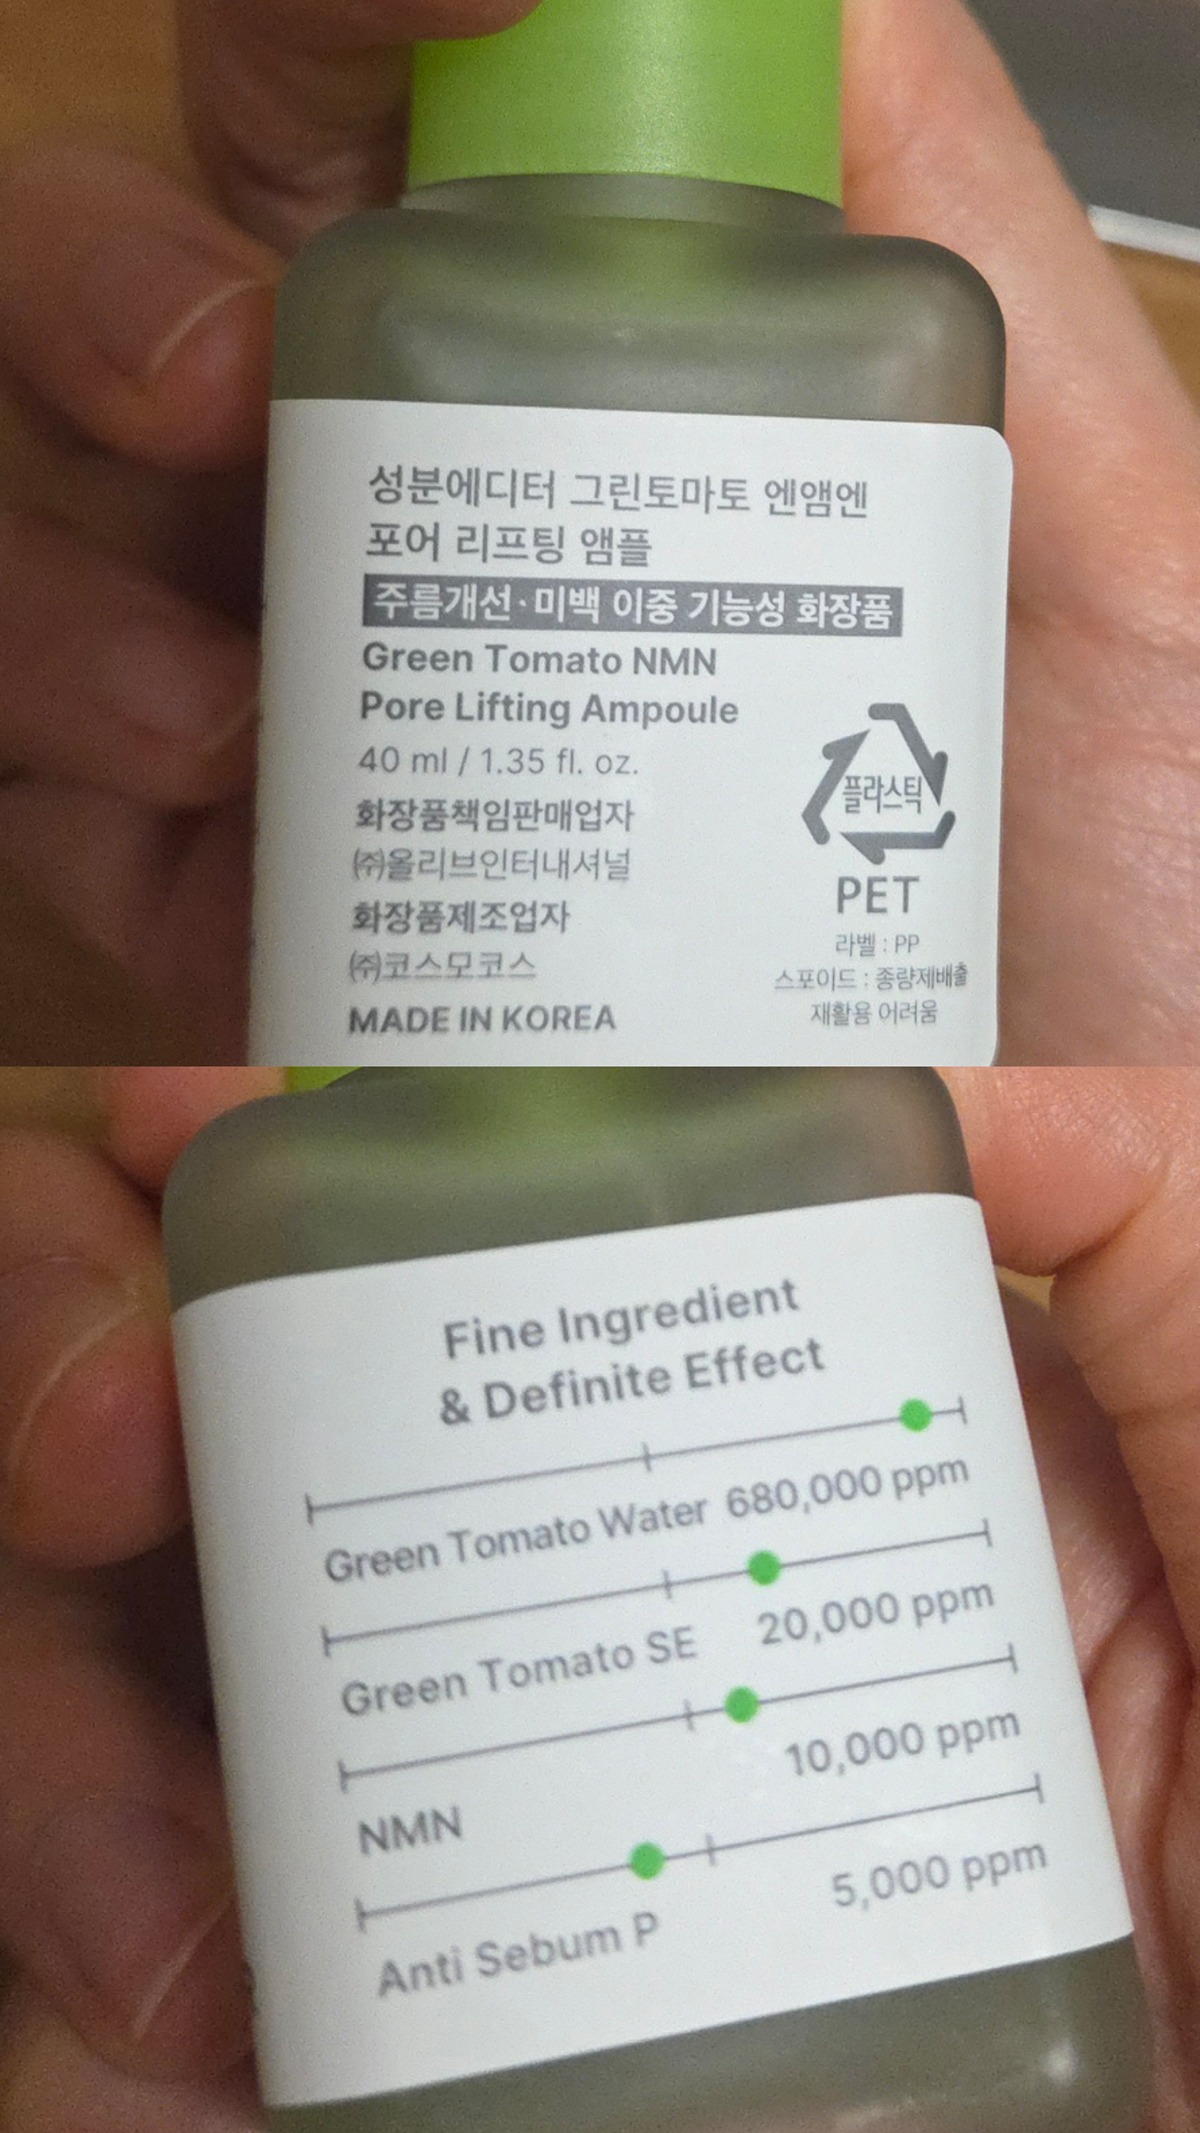 성분에디터 그린토마토 엔앰엔
포어 리프팅 앰플
주름개선·미백 이중 기능성 화장품
Green Tomato NMN
Pore Lifting Ampoule
40 ml / 1.35 fl. oz.
화장품책임판매업자
㈜올리브인터내셔널
화장품제조업자
㈜코스모코스
MADE IN KOREA
플라스틱
PET
라벨 : PP
스포이드 : 종량제배출
재활용 어려움
Fine Ingredient
& Definite Effect
Green Tomato Water 680,000 ppm
Green Tomato SE 20,000 ppm
NMN 10,000 ppm
Anti Sebum P 5,000 ppm